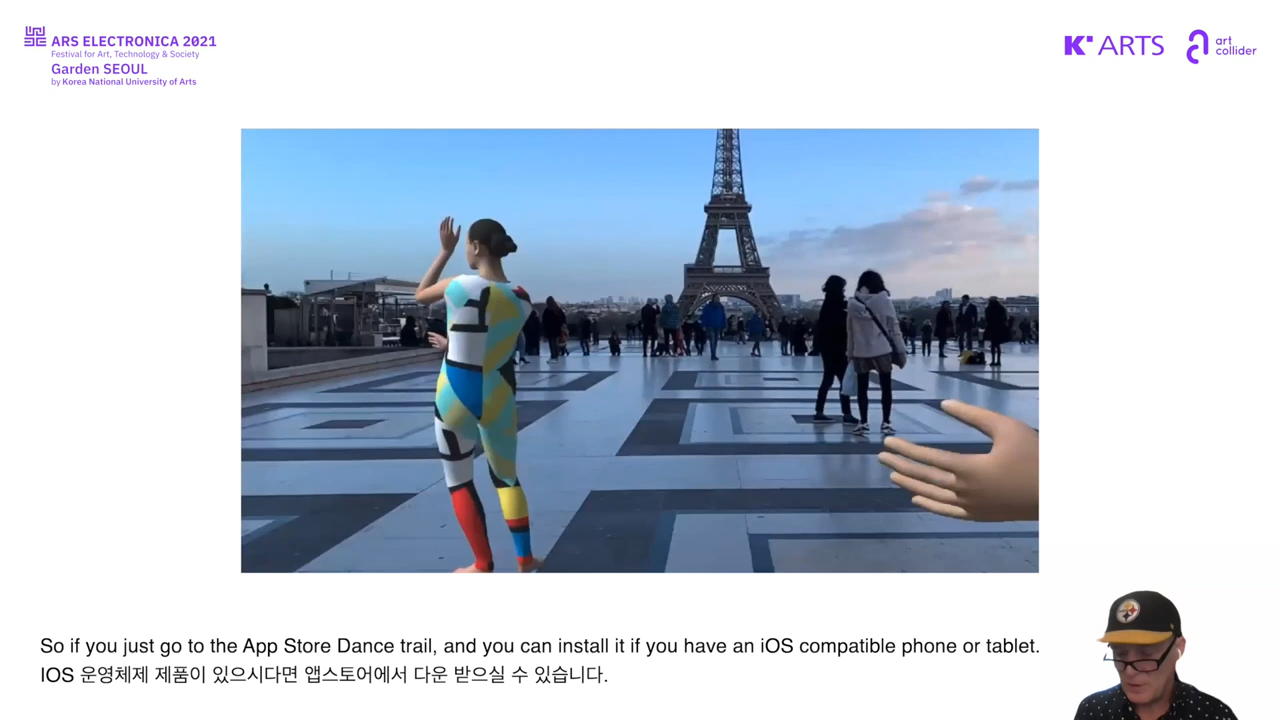 ARS ELECTRONICA 2021
Festival for Art, Technology & Society
Garden SEOUL
by Korea National University of Arts
K' ARTS
art
collider
So if you just go to the App Store Dance trail, and you can install it if you have an iOS compatible phone or tablet.
IOS 운영체제 제품이 있으시다면 앱스토어에서 다운 받으실 수 있습니다.